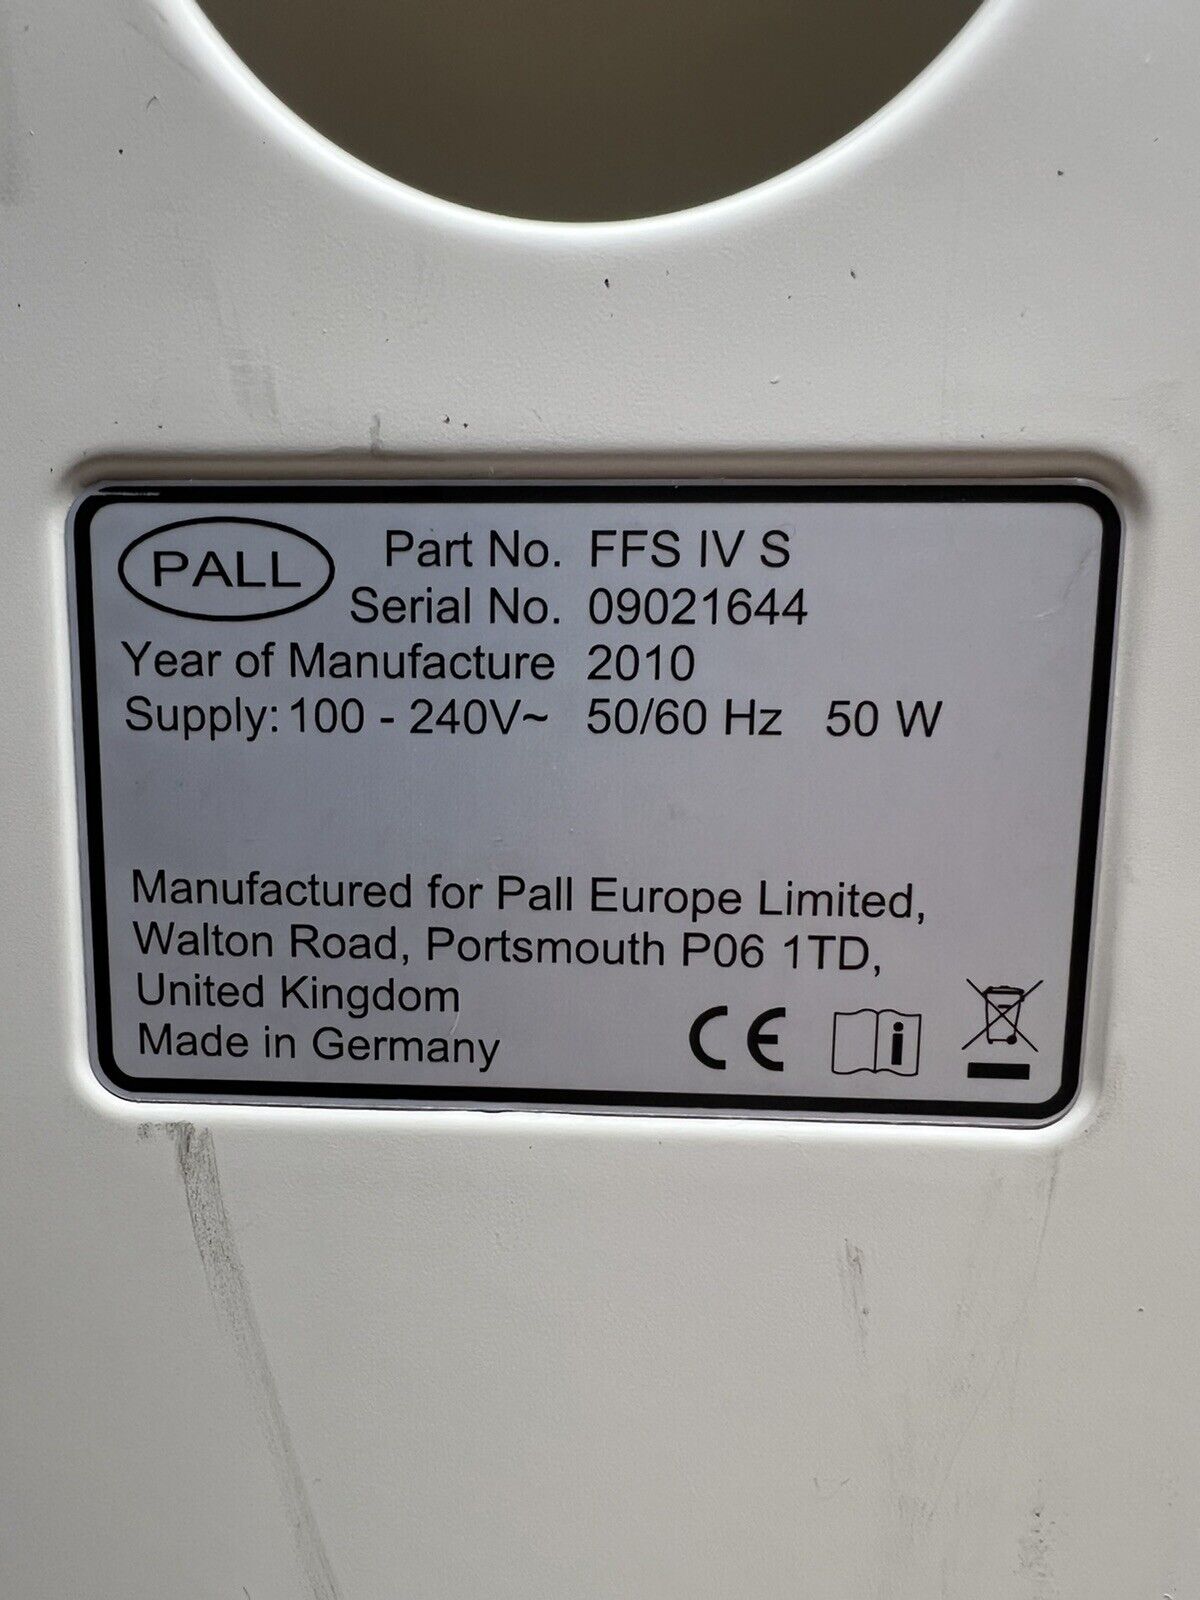 PALL
Part No. FFS IV S
Serial No. 09021644
Year of Manufacture 2010
Supply: 100 - 240V~ 50/60 Hz 50 W
Manufactured for Pall Europe Limited,
Walton Road, Portsmouth P06 1TD,
United Kingdom
Made in Germany
CE i